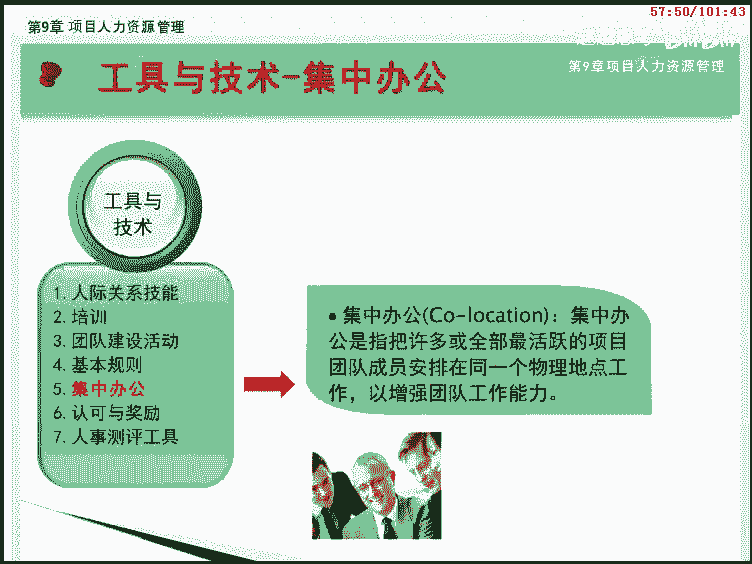 57:50/101:43
第9章 项目人力资源管理
工具与技术-集中办公
第9章项目人力资源管理
工具与
技术
1. 人际关系技能
2. 培训
3. 团队建设活动
4. 基本规则
5. 集中办公
6. 认可与奖励
7. 人事测评工具
• 集中办公(Co-location)：集中办
公是指把许多或全部最活跃的项目
团队成员安排在同一个物理地点工
作，以增强团队工作能力。